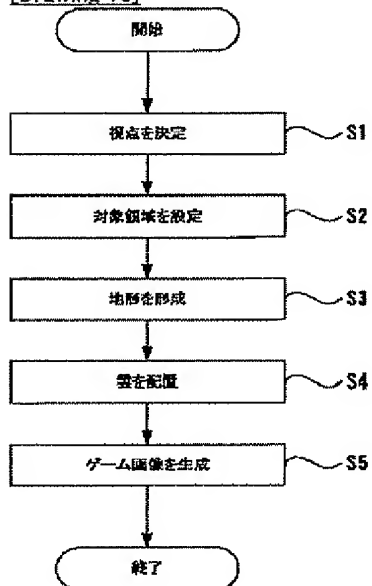 開始
視点を決定 S1
対象領域を設定 S2
地形を形成 S3
雲を配置 S4
ゲーム画像を生成 S5
終了